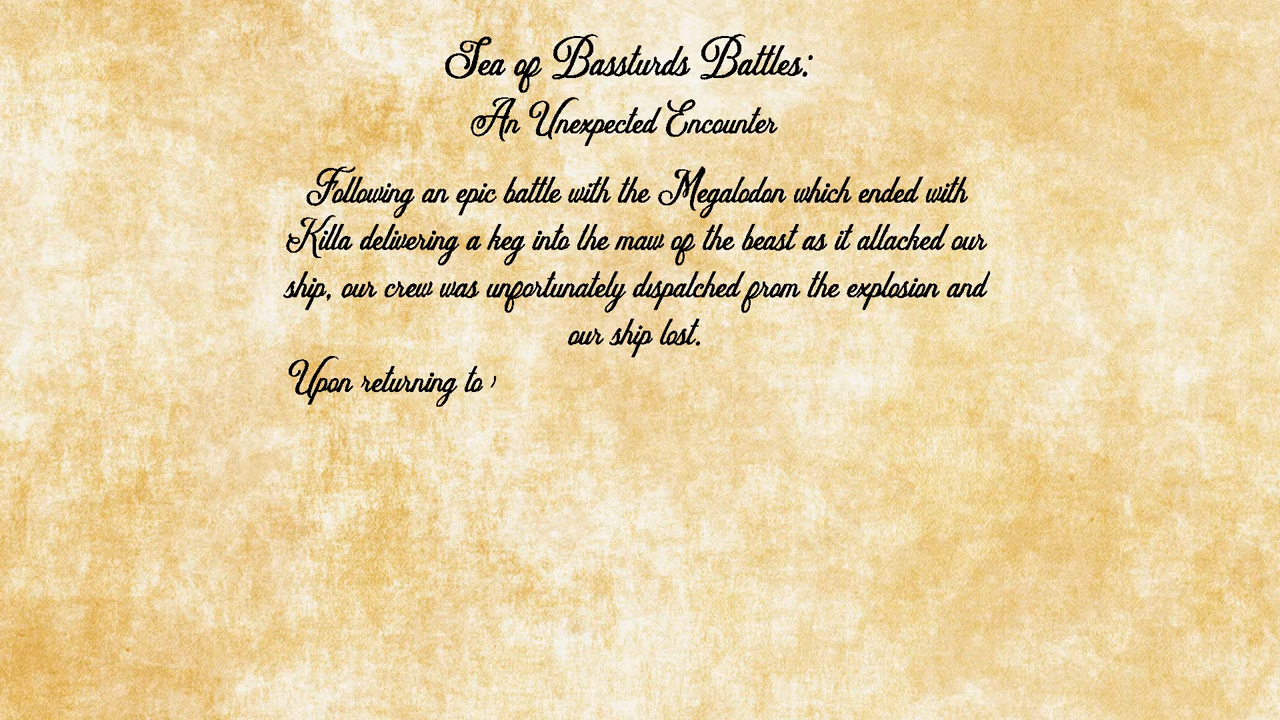 Sea of Bassturds Battles:
An Unexpected Encounter
Following an epic battle with the Megalodon which ended with
Killa delivering a keg into the maw of the beast as it attacked our
ship, our crew was unfortunately dispatched from the explosion and
our ship lost.
Upon returning to